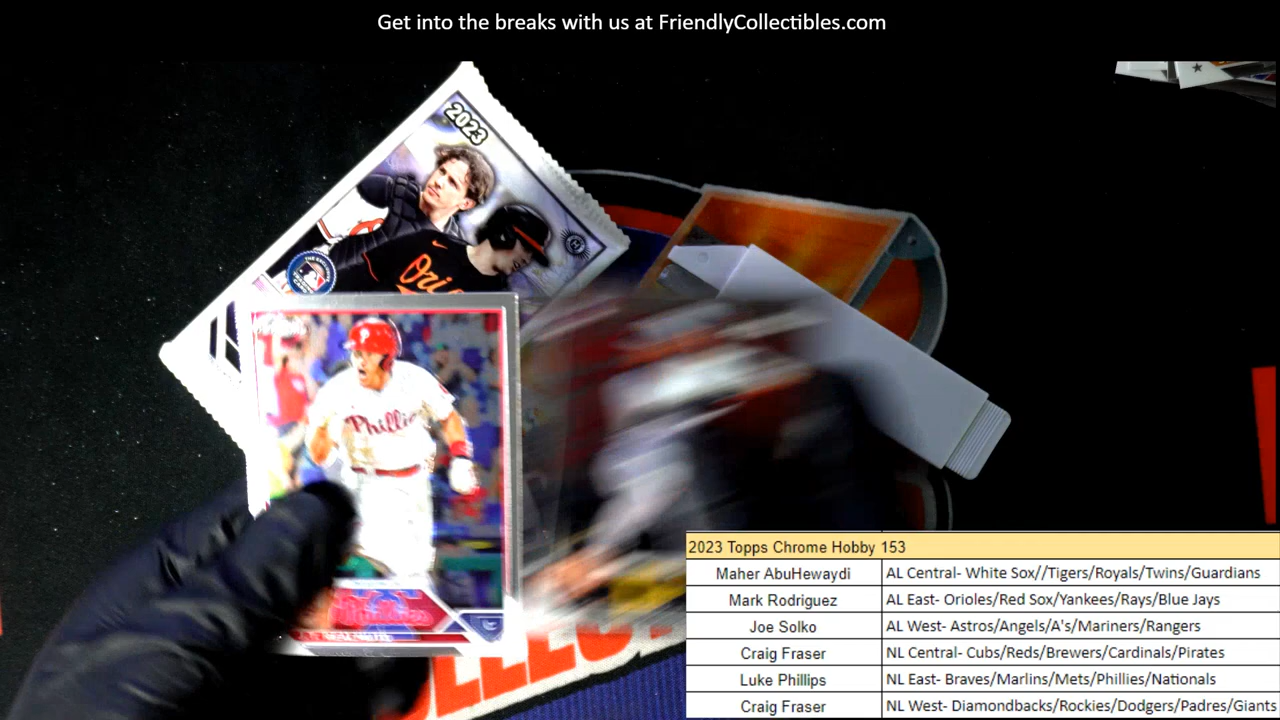 Get into the breaks with us at FriendlyCollectibles.com
2023
Ori
Phillies
2023 Topps Chrome Hobby 153
Maher AbuHewaydi AL Central- White Sox//Tigers/Royals/Twins/Guardians
Mark Rodriguez AL East- Orioles/Red Sox/Yankees/Rays/Blue Jays
Joe Solko AL West- Astros/Angels/A's/Mariners/Rangers
Craig Fraser NL Central- Cubs/Reds/Brewers/Cardinals/Pirates
Luke Phillips NL East- Braves/Marlins/Mets/Phillies/Nationals
Craig Fraser NL West- Diamondbacks/Rockies/Dodgers/Padres/Giants